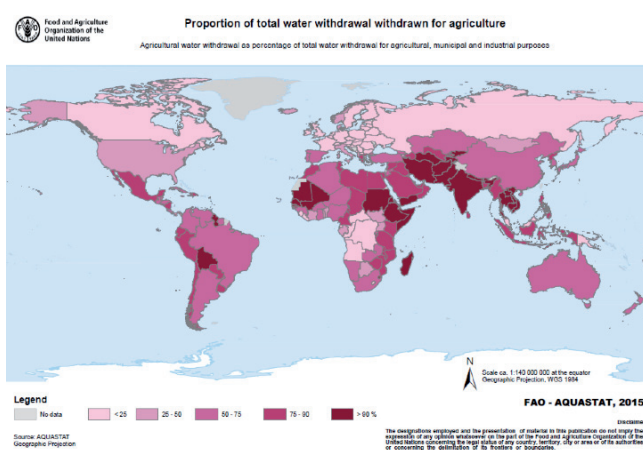 Food and Agriculture
Organization of the
United Nations
Proportion of total water withdrawal withdrawn for agriculture
Agricultural water withdrawal as percentage of total water withdrawal for agricultural, municipal and industrial purposes
N
Scale ca. 1:140 000 000 at the equator
Geographic Projection, WGS 1984
Legend
No data
<25
25 - 50
50 - 75
75 - 90
> 90 %
FAO - AQUASTAT, 2015
Source: AQUASTAT
Geographic Projection
Disclaimer
The designations employed and the presentation of material in this publication do not imply the
expression of any opinion whatsoever on the part of the Food and Agriculture Organization of the
United Nations concerning the legal status of any country, territory, city or area or of its authorities
or concerning the delimitation of its frontiers or boundaries.